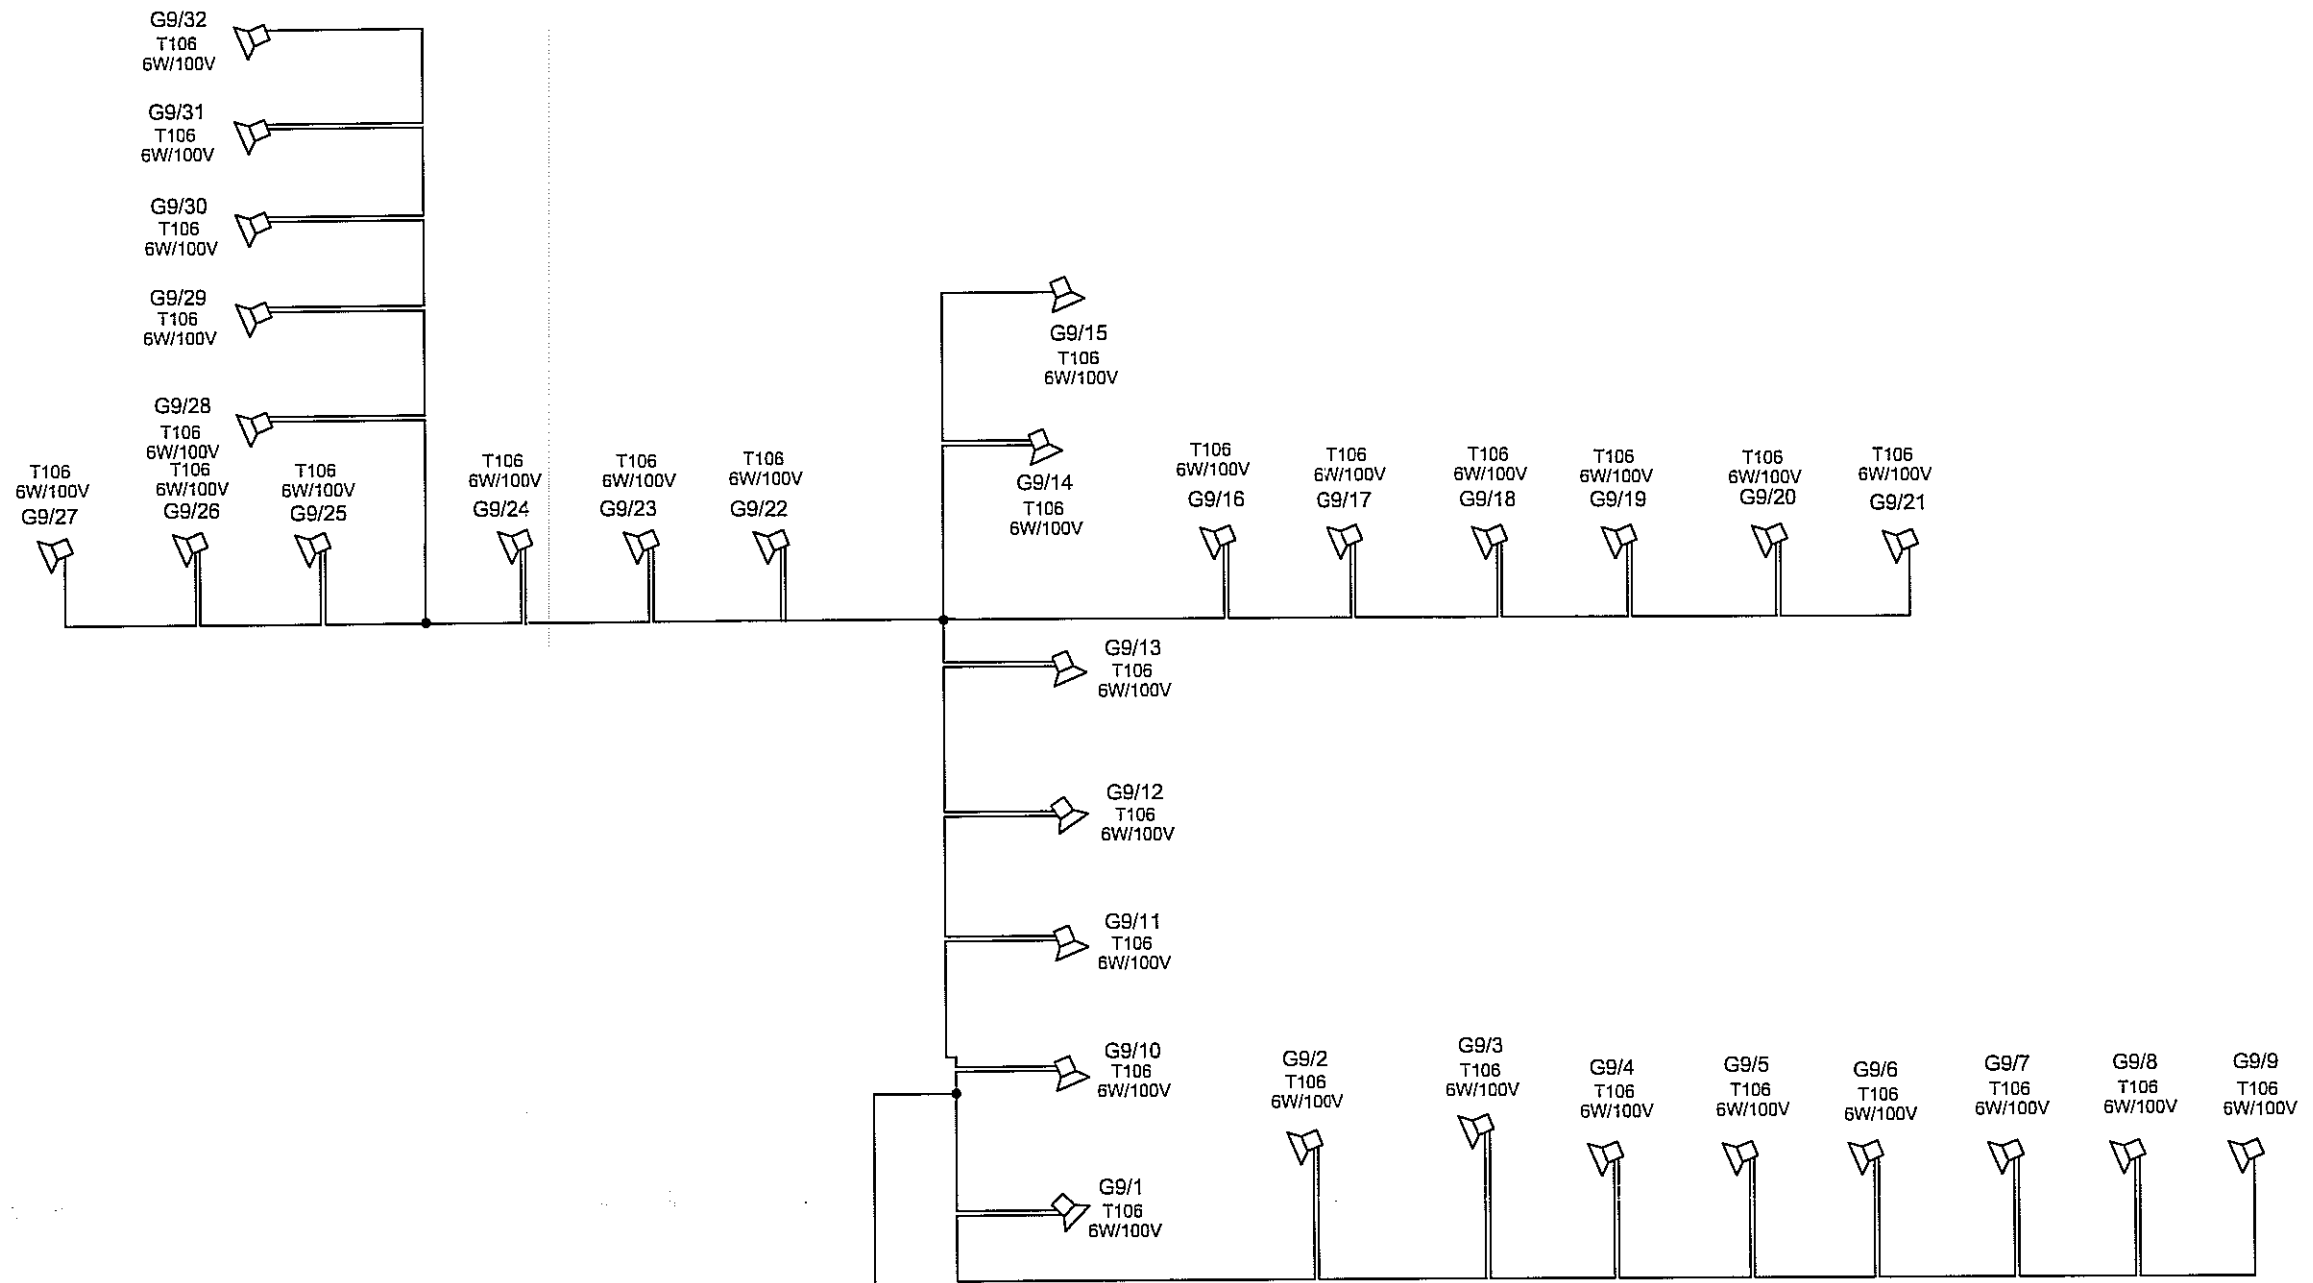 G9/32
T106
6W/100V
G9/31
T106
6W/100V
G9/30
T106
6W/100V
G9/29
T106
6W/100V
G9/28
T106
6W/100V
T106
6W/100V
G9/27
T106
6W/100V
G9/26
T106
6W/100V
G9/25
T106
6W/100V
G9/24
T106
6W/100V
G9/23
T106
6W/100V
G9/22
G9/15
T106
6W/100V
G9/14
T106
6W/100V
T106
6W/100V
G9/16
T106
6W/100V
G9/17
T106
6W/100V
G9/18
T106
6W/100V
G9/19
T106
6W/100V
G9/20
T106
6W/100V
G9/21
G9/13
T106
6W/100V
G9/12
T106
6W/100V
G9/11
T106
6W/100V
G9/10
T106
6W/100V
G9/1
T106
6W/100V
G9/2
T106
6W/100V
G9/3
T106
6W/100V
G9/4
T106
6W/100V
G9/5
T106
6W/100V
G9/6
T106
6W/100V
G9/7
T106
6W/100V
G9/8
T106
6W/100V
G9/9
T106
6W/100V